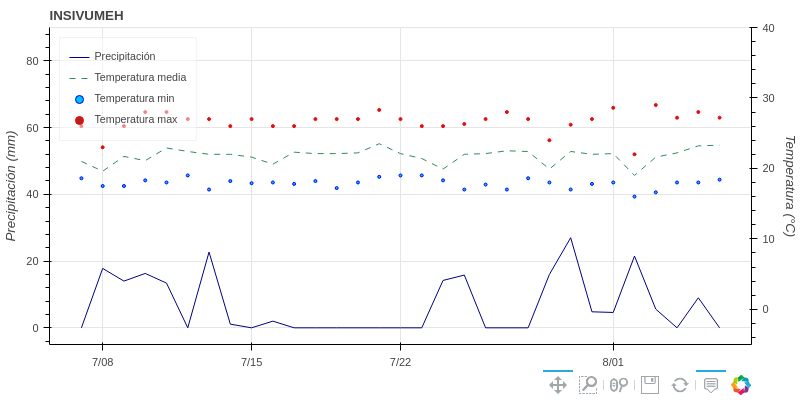 INSIVUMEH
Precipitación
Temperatura media
Temperatura min
Temperatura max
Precipitación (mm)
80
60
40
20
0
Temperatura (°C)
40
30
20
10
0
7/08
7/15
7/22
8/01